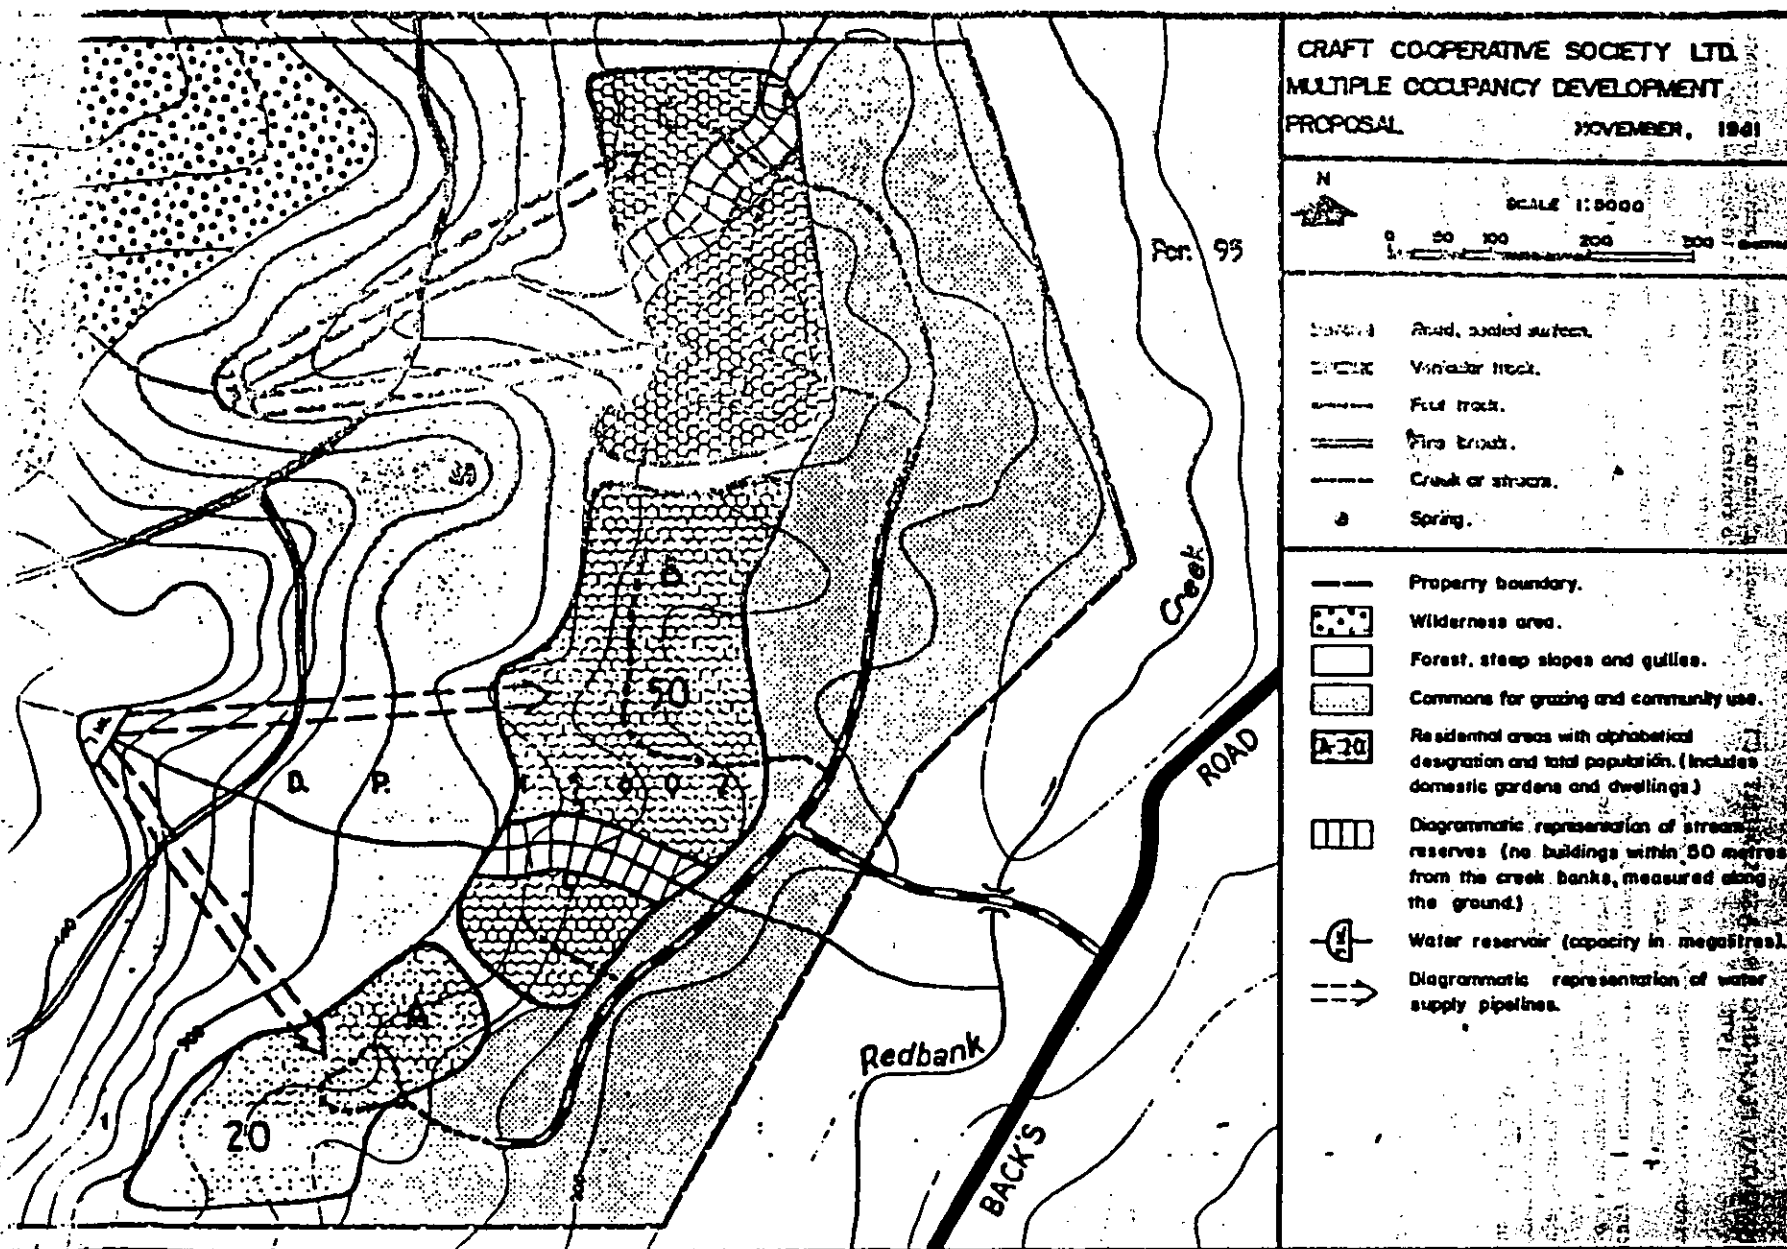 CRAFT CO-OPERATIVE SOCIETY LTD.
MULTIPLE OCCUPANCY DEVELOPMENT
PROPOSAL NOVEMBER, 1981
N
SCALE 1:5000
0 50 100 200 300
Road, sealed surface.
Vehicular track.
Foot track.
Fire break.
Creek or stream.
Spring.
Property boundary.
Wilderness area.
Forest, steep slopes and gullies.
Commons for grazing and community use.
A-20
Residential areas with alphabetical
designation and total population. (Includes
domestic gardens and dwellings.)
Diagrammatic representation of stream
reserves (no buildings within 50 metres
from the creek banks, measured along
the ground.)
Water reservoir (capacity in megalitres).
Diagrammatic representation of water
supply pipelines.
Por. 93
Creek
ROAD
B
50
D. P.
A
20
Redbank
BACK'S